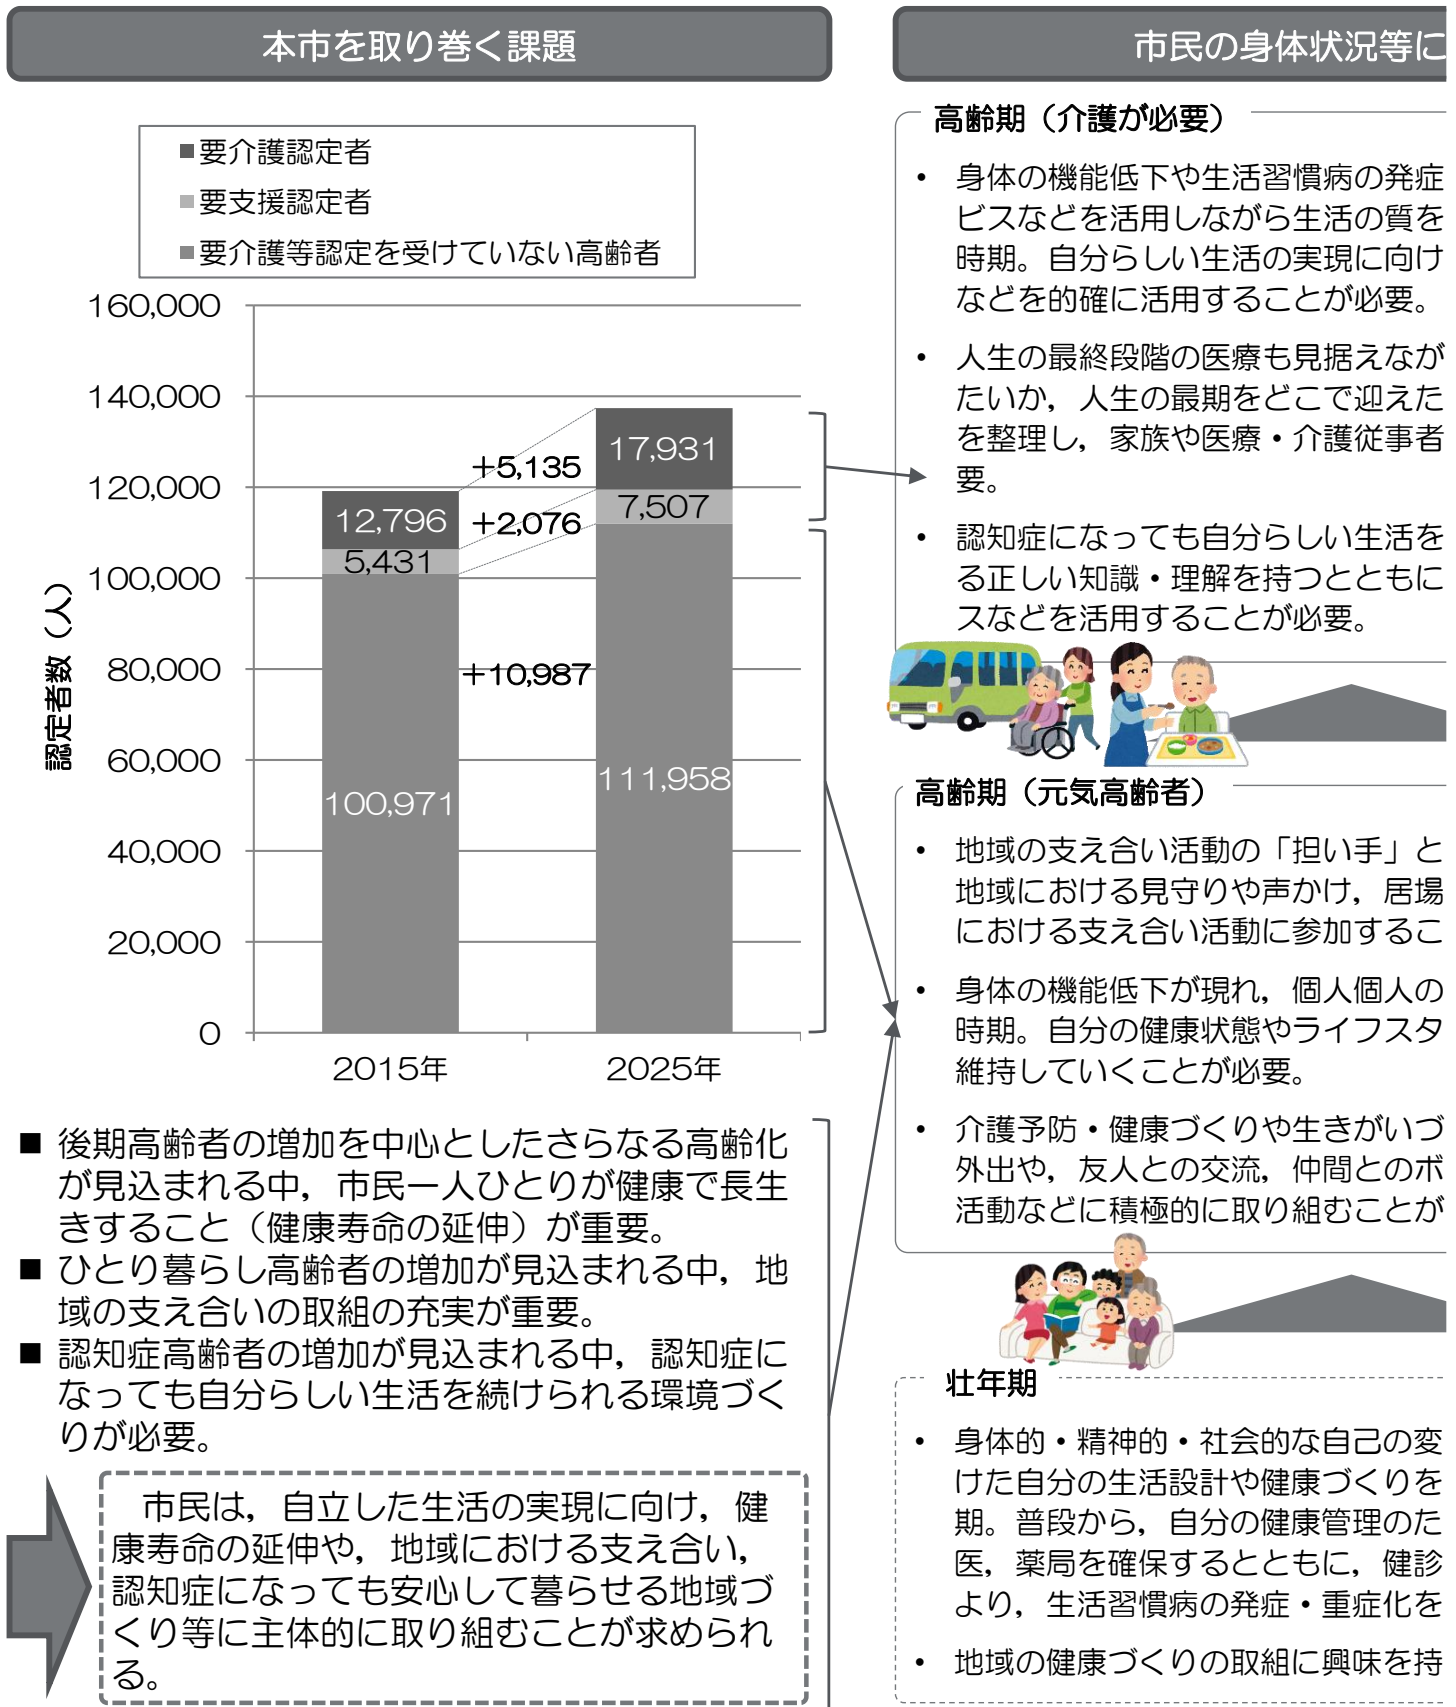 本市を取り巻く課題
■要介護認定者
■要支援認定者
■要介護等認定を受けていない高齢者
160,000
140,000
120,000
100,000
80,000
60,000
40,000
20,000
0
認定者数（人）
12,796
5,431
100,971
+5,135
+2,076
+10,987
17,931
7,507
111,958
2015年
2025年
■ 後期高齢者の増加を中心としたさらなる高齢化
が見込まれる中，市民一人ひとりが健康で長生
きすること（健康寿命の延伸）が重要。
■ ひとり暮らし高齢者の増加が見込まれる中，地
域の支え合いの取組の充実が重要。
■ 認知症高齢者の増加が見込まれる中，認知症に
なっても自分らしい生活を続けられる環境づく
りが必要。
市民は，自立した生活の実現に向け，健
康寿命の延伸や，地域における支え合い，
認知症になっても安心して暮らせる地域づ
くり等に主体的に取り組むことが求められ
る。
市民の身体状況等に
高齢期（介護が必要）
• 身体の機能低下や生活習慣病の発症
ビスなどを活用しながら生活の質を
時期。自分らしい生活の実現に向け
などを的確に活用することが必要。
• 人生の最終段階の医療も見据えなが
たいか，人生の最期をどこで迎えた
を整理し，家族や医療・介護従事者
要。
• 認知症になっても自分らしい生活を
る正しい知識・理解を持つとともに
スなどを活用することが必要。
高齢期（元気高齢者）
• 地域の支え合い活動の「担い手」と
地域における見守りや声かけ，居場
における支え合い活動に参加するこ
• 身体の機能低下が現れ，個人個人の
時期。自分の健康状態やライフスタ
維持していくことが必要。
• 介護予防・健康づくりや生きがいづ
外出や，友人との交流，仲間とのボ
活動などに積極的に取り組むことが
壮年期
• 身体的・精神的・社会的な自己の変
けた自分の生活設計や健康づくりを
期。普段から，自分の健康管理のた
医，薬局を確保するとともに，健診
より，生活習慣病の発症・重症化を
• 地域の健康づくりの取組に興味を持